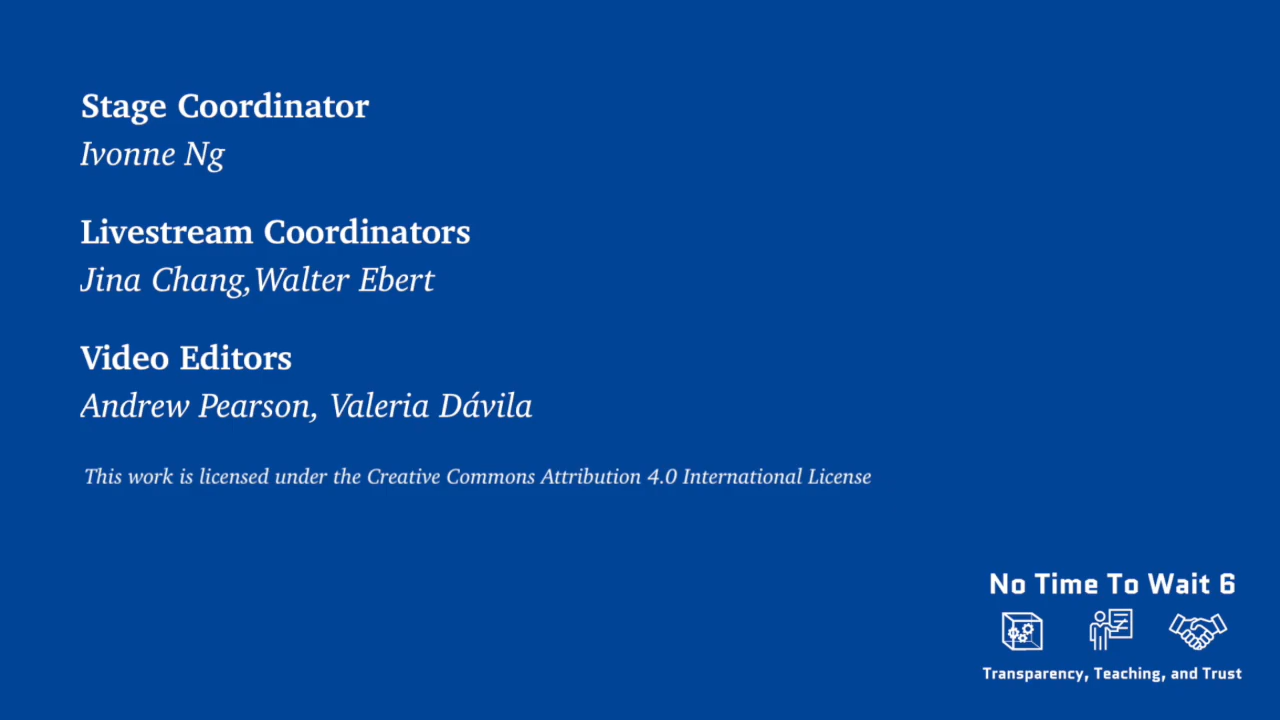 Stage Coordinator
Ivonne Ng
Livestream Coordinators
Jina Chang,Walter Ebert
Video Editors
Andrew Pearson, Valeria Dávila
This work is licensed under the Creative Commons Attribution 4.0 International License
No Time To Wait 6
Transparency, Teaching, and Trust